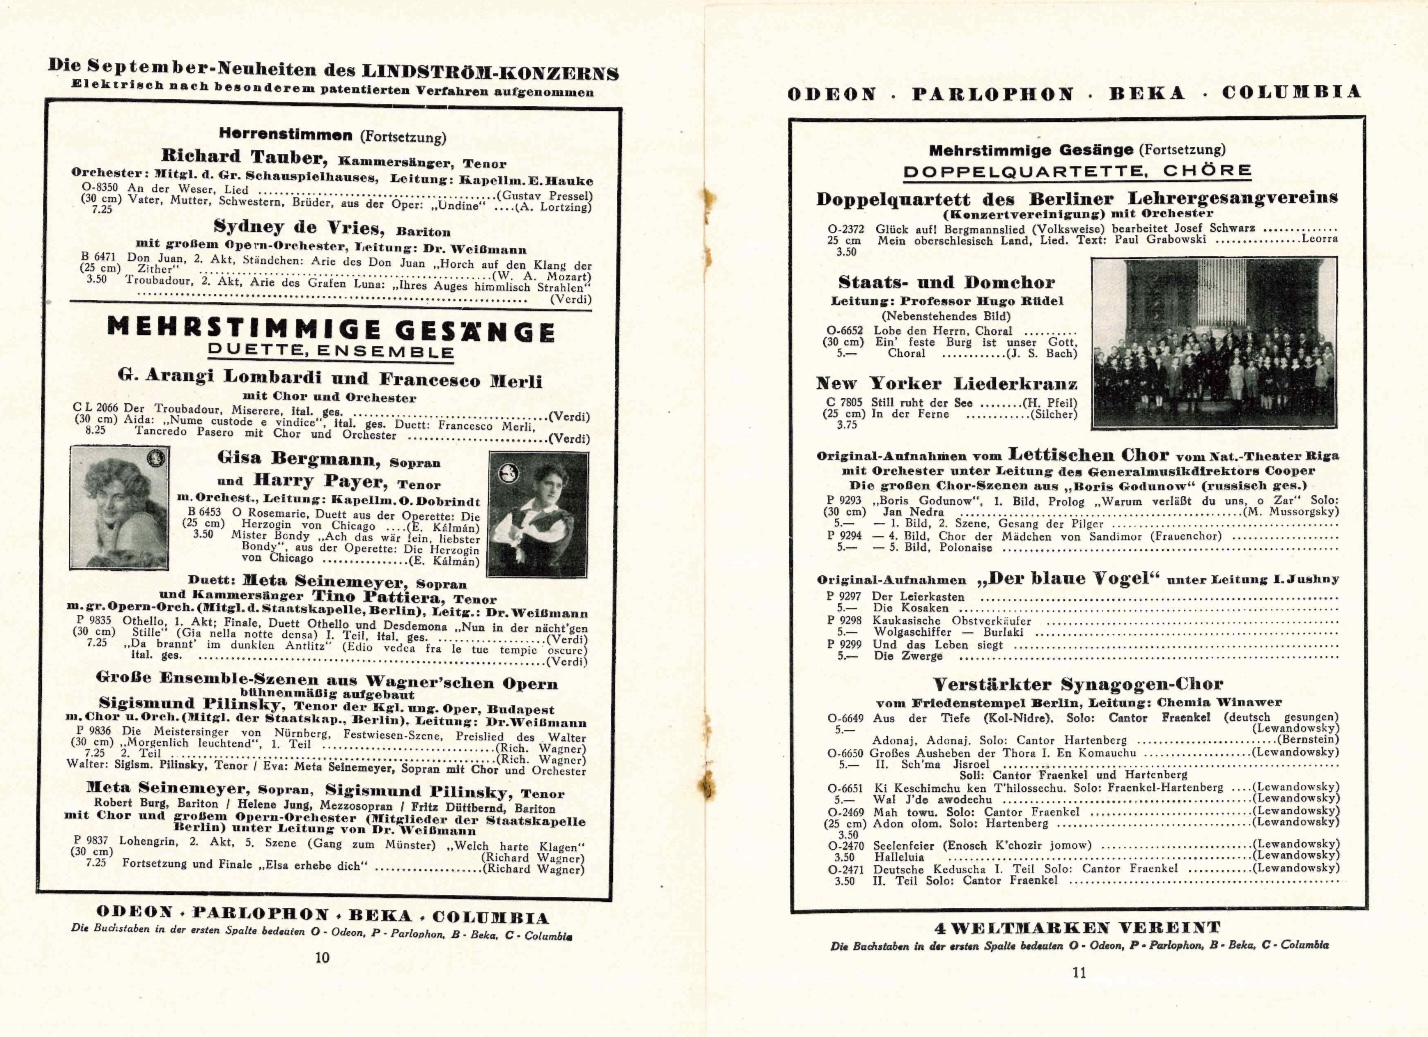 Die September-Neuheiten des LINDSTRÖM-KONZERNS
Elektrisch nach besonderem patentierten Verfahren aufgenommen
Herrenstimmen (Fortsetzung)
Richard Tauber, Kammersänger, Tenor
Orchester: Mitgl. d. Gr. Schauspielhauses, Leitung: Kapellm. E. Hauke
O-8350 An der Weser, Lied ....................(Gustav Pressel)
(30 cm) Vater, Mutter, Schwestern, Brüder, aus der Oper: „Undine“ ....(A. Lortzing)
7.25
Sydney de Vries, Bariton
mit großem Opern-Orchester, Leitung: Dr. Weißmann
B 6471 Don Juan, 2. Akt, Ständchen: Arie des Don Juan „Horch auf den Klang der
(25 cm) Zither“ ....................(W. A. Mozart)
3.50 Troubadour, 2. Akt, Arie des Grafen Luna: „Ihres Auges himmlisch Strahlen“
.................... (Verdi)
MEHRSTIMMIGE GESÄNGE
DUETTE, ENSEMBLE
G. Arangi Lombardi und Francesco Merli
mit Chor und Orchester
C L 2066 Der Troubadour, Miserere, ital. ges. ....................(Verdi)
(30 cm) Aida: „Nume custode e vindice“, ital. ges. Duett: Francesco Merli,
8.25 Tancredo Pasero mit Chor und Orchester ....................(Verdi)
Gisa Bergmann, Sopran
und Harry Payer, Tenor
m. Orchest., Leitung: Kapellm. O. Dobrindt
B 6453 O Rosemarie, Duett aus der Operette: Die
(25 cm) Herzogin von Chicago ....(E. Kálmán)
3.50 Mister Bondy „Ach das wär fein, liebster
Bondy“, aus der Operette: Die Herzogin
von Chicago ...............(E. Kálmán)
Duett: Meta Seinemeyer, Sopran
und Kammersänger Tino Pattiera, Tenor
m. gr. Opern-Orch. (Mitgl. d. Staatskapelle, Berlin), Leitg.: Dr. Weißmann
P 9835 Othello, 1. Akt; Finale, Duett Othello und Desdemona „Nun in der nächt'gen
(30 cm) Stille“ (Gia nella notte densa) I. Teil, ital. ges. ....................(Verdi)
7.25 „Da brannt' im dunklen Antlitz“ (Edio vedea fra le tue tempie oscure)
ital. ges. ....................(Verdi)
Große Ensemble-Szenen aus Wagner'schen Opern
bühnenmäßig aufgebaut
Sigismund Pilinsky, Tenor der Kgl. ung. Oper, Budapest
m. Chor u. Orch. (Mitgl. der Staatskap., Berlin), Leitung: Dr. Weißmann
P 9836 Die Meistersinger von Nürnberg, Festwiesen-Szene, Preislied des Walter
(30 cm) „Morgenlich leuchtend“, 1. Teil ....................(Rich. Wagner)
7.25 2. Teil ....................(Rich. Wagner)
Walter: Sigism. Pilinsky, Tenor / Eva: Meta Seinemeyer, Sopran mit Chor und Orchester
Meta Seinemeyer, Sopran, Sigismund Pilinsky, Tenor
Robert Burg, Bariton / Helene Jung, Mezzosopran / Fritz Düttbernd, Bariton
mit Chor und großem Opern-Orchester (Mitglieder der Staatskapelle
Berlin) unter Leitung von Dr. Weißmann
P 9837 Lohengrin, 2. Akt, 5. Szene (Gang zum Münster) „Welch harte Klagen“
(30 cm) (Richard Wagner)
7.25 Fortsetzung und Finale „Elsa erhebe dich“ ....................(Richard Wagner)
ODEON · PARLOPHON · BEKA · COLUMBIA
Die Buchstaben in der ersten Spalte bedeuten O - Odeon, P - Parlophon, B - Beka, C - Columbia
10
ODEON · PARLOPHON · BEKA · COLUMBIA
Mehrstimmige Gesänge (Fortsetzung)
DOPPELQUARTETTE, CHÖRE
Doppelquartett des Berliner Lehrergesangvereins
(Konzertvereinigung) mit Orchester
O-2372 Glück auf! Bergmannslied (Volksweise) bearbeitet Josef Schwarz ..............
25 cm Mein oberschlesisch Land, Lied. Text: Paul Grabowski ...............Leorra
3.50
Staats- und Domchor
Leitung: Professor Hugo Rüdel
(Nebenstehendes Bild)
O-6652 Lobe den Herrn, Choral ..........
(30 cm) Ein' feste Burg ist unser Gott,
5.— Choral ............(J. S. Bach)
New Yorker Liederkranz
C 7805 Still ruht der See ........(H. Pfeil)
(25 cm) In der Ferne ............(Silcher)
3.75
Original-Aufnahmen vom Lettischen Chor vom Nat.-Theater Riga
mit Orchester unter Leitung des Generalmusikdirektors Cooper
Die großen Chor-Szenen aus „Boris Godunow“ (russisch ges.)
P 9293 „Boris Godunow“, 1. Bild, Prolog „Warum verläßt du uns, o Zar“ Solo:
(30 cm) Jan Nedra ....................(M. Mussorgsky)
5.— — 1. Bild, 2. Szene, Gesang der Pilger ....................
P 9294 — 4. Bild, Chor der Mädchen von Sandimor (Frauenchor) ..................
5.— — 5. Bild, Polonaise ....................
Original-Aufnahmen „Der blaue Vogel“ unter Leitung I. Jushny
P 9297 Der Leierkasten ....................
5.— Die Kosaken ....................
P 9298 Kaukasische Obstverkäufer ....................
5.— Wolgaschiffer — Burlaki ....................
P 9299 Und das Leben siegt ....................
5.— Die Zwerge ....................
Verstärkter Synagogen-Chor
vom Friedenstempel Berlin, Leitung: Chemia Winawer
O-6649 Aus der Tiefe (Kol-Nidre). Solo: Cantor Fraenkel (deutsch gesungen)
5.— (Lewandowsky)
Adonaj, Adonaj. Solo: Cantor Hartenberg ....................(Bernstein)
O-6650 Großes Ausheben der Thora I. En Komauchu ....................(Lewandowsky)
5.— II. Sch'ma Jisroel ....................
Soli: Cantor Fraenkel und Hartenberg
O-6651 Ki Keschimchu ken T'hilossechu. Solo: Fraenkel-Hartenberg ....(Lewandowsky)
5.— Wal J'de awodechu ....................(Lewandowsky)
O-2469 Mah towu. Solo: Cantor Fraenkel ....................(Lewandowsky)
(25 cm) Adon olom. Solo: Hartenberg ....................(Lewandowsky)
3.50
O-2470 Seelenfeier (Enosch K'chozir jomow) ....................(Lewandowsky)
3.50 Halleluia ....................(Lewandowsky)
O-2471 Deutsche Keduscha I. Teil Solo: Cantor Fraenkel ...........(Lewandowsky)
3.50 II. Teil Solo: Cantor Fraenkel ....................
4 WELTMARKEN VEREINT
Die Buchstaben in der ersten Spalte bedeuten O - Odeon, P - Parlophon, B - Beka, C - Columbia
11